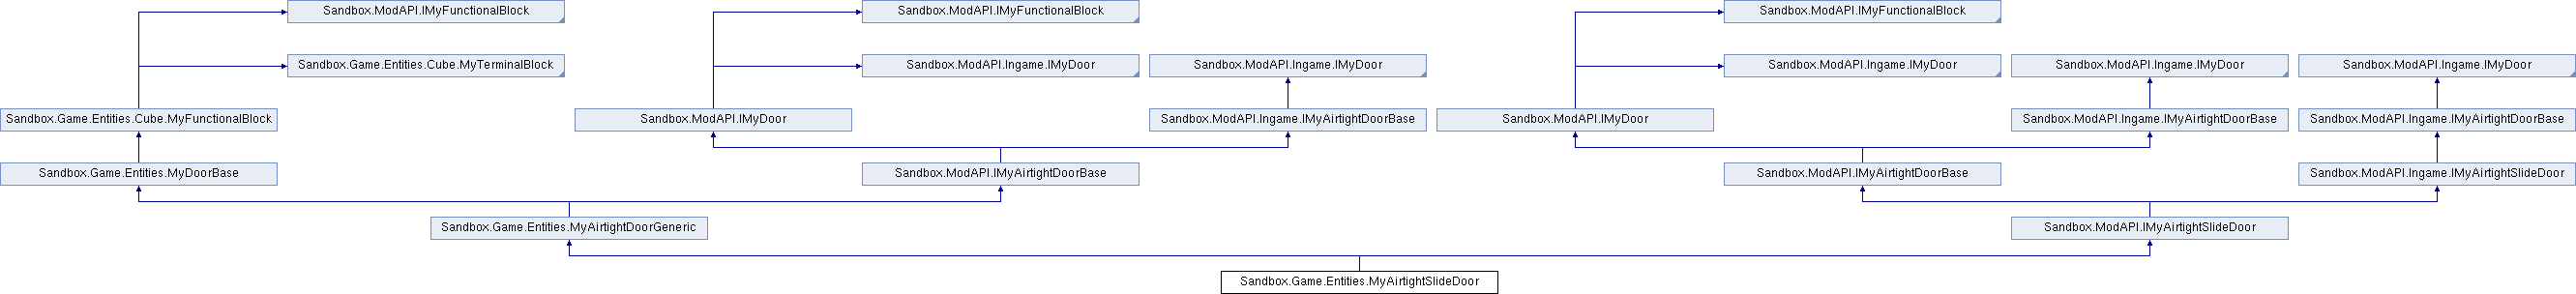 Sandbox.ModAPI.IMyFunctionalBlock
Sandbox.ModAPI.IMyFunctionalBlock
Sandbox.ModAPI.IMyFunctionalBlock
Sandbox.Game.Entities.Cube.MyTerminalBlock
Sandbox.ModAPI.Ingame.IMyDoor
Sandbox.ModAPI.Ingame.IMyDoor
Sandbox.ModAPI.Ingame.IMyDoor
Sandbox.ModAPI.Ingame.IMyDoor
Sandbox.ModAPI.Ingame.IMyDoor
Sandbox.Game.Entities.Cube.MyFunctionalBlock
Sandbox.ModAPI.IMyDoor
Sandbox.ModAPI.Ingame.IMyAirtightDoorBase
Sandbox.ModAPI.IMyDoor
Sandbox.ModAPI.Ingame.IMyAirtightDoorBase
Sandbox.ModAPI.Ingame.IMyAirtightDoorBase
Sandbox.Game.Entities.MyDoorBase
Sandbox.ModAPI.IMyAirtightDoorBase
Sandbox.ModAPI.IMyAirtightDoorBase
Sandbox.ModAPI.Ingame.IMyAirtightSlideDoor
Sandbox.Game.Entities.MyAirtightDoorGeneric
Sandbox.ModAPI.IMyAirtightSlideDoor
Sandbox.Game.Entities.MyAirtightSlideDoor